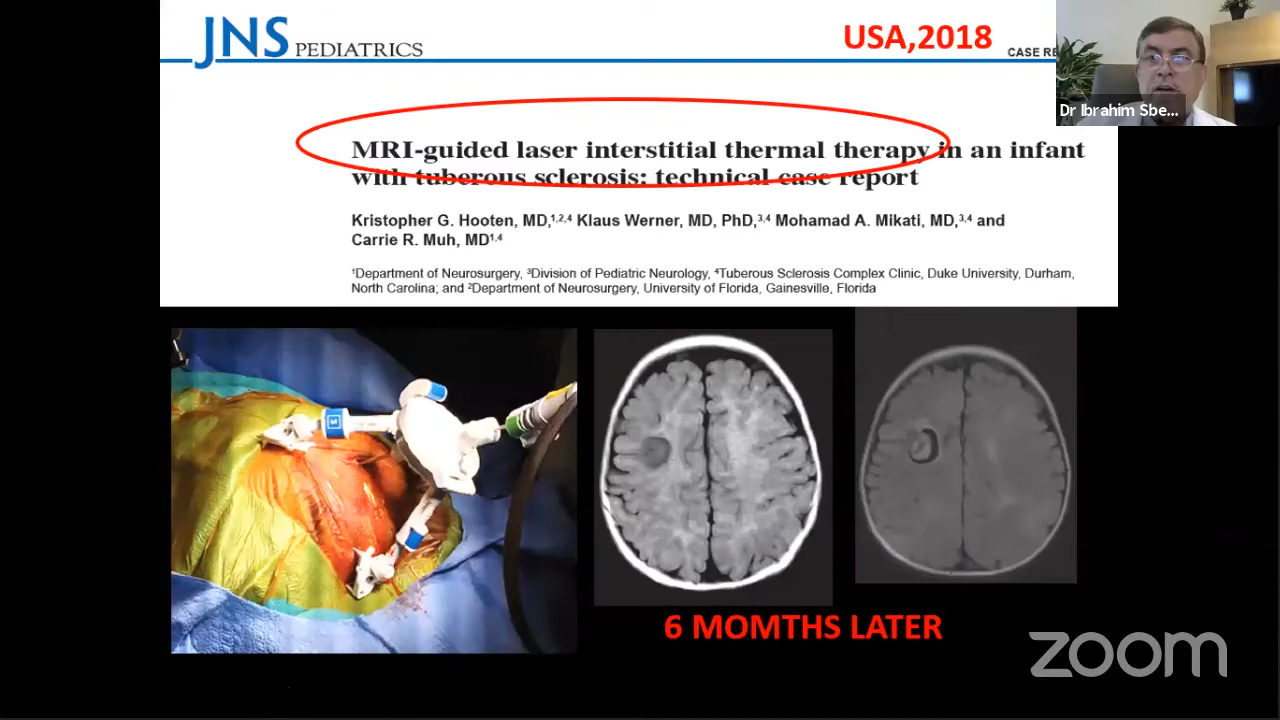 JNS PEDIATRICS
USA,2018
CASE RE
Dr Ibrahim Sbe...
MRI-guided laser interstitial thermal therapy in an infant
with tuberous sclerosis: technical case report
Kristopher G. Hooten, MD,1,2,4 Klaus Werner, MD, PhD,3,4 Mohamad A. Mikati, MD,3,4 and
Carrie R. Muh, MD1,4
1Department of Neurosurgery, 3Division of Pediatric Neurology, 4Tuberous Sclerosis Complex Clinic, Duke University, Durham,
North Carolina; and 2Department of Neurosurgery, University of Florida, Gainesville, Florida
3
6 MOMTHS LATER
zoom